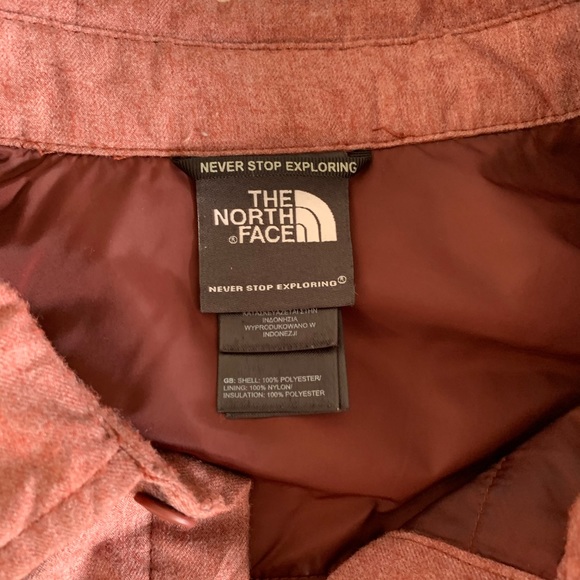 NEVER STOP EXPLORING
THE
NORTH
®FACE
NEVER STOP EXPLORING®
ΙΝΔΟΝΗΣΙΑ
WYPRODUKOWANO W
INDONEZJI
GB: SHELL: 100% POLYESTER/
LINING: 100% NYLON/
INSULATION: 100% POLYESTER